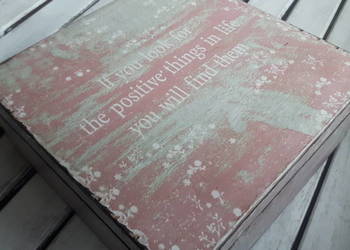 If you look for
the positive things in life
you will find them